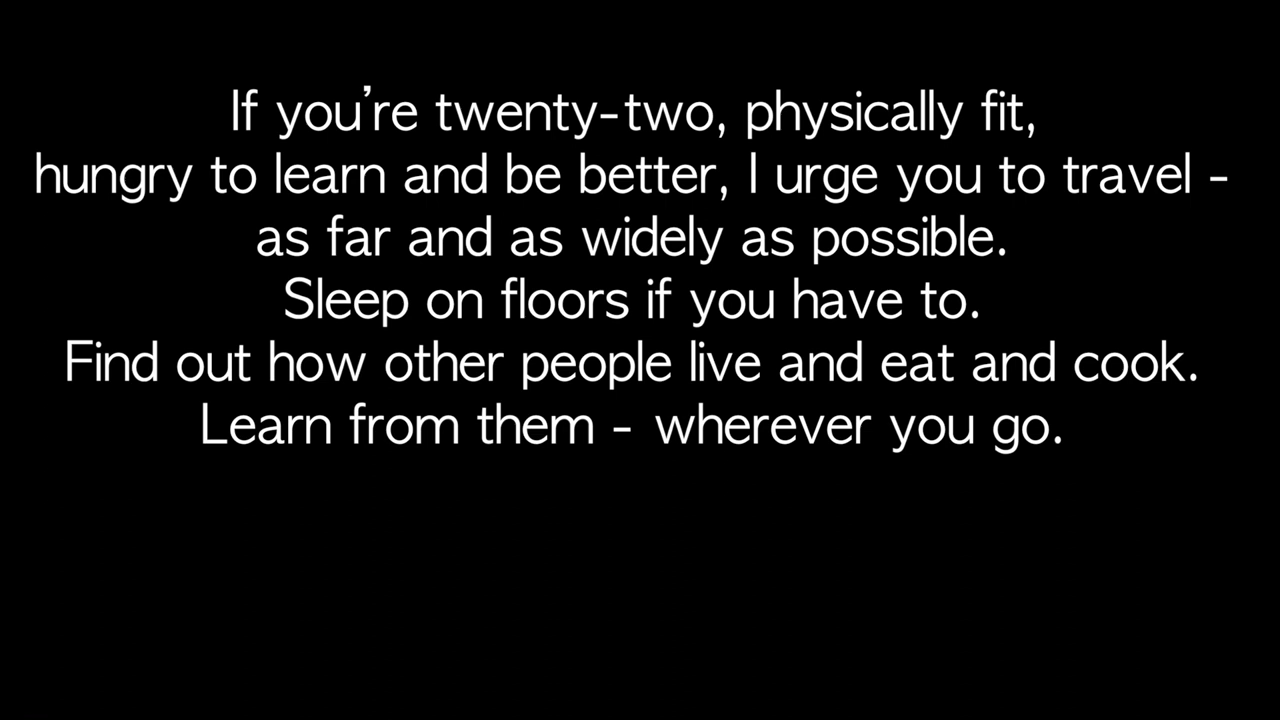 If you're twenty-two, physically fit,
hungry to learn and be better, I urge you to travel -
as far and as widely as possible.
Sleep on floors if you have to.
Find out how other people live and eat and cook.
Learn from them - wherever you go.